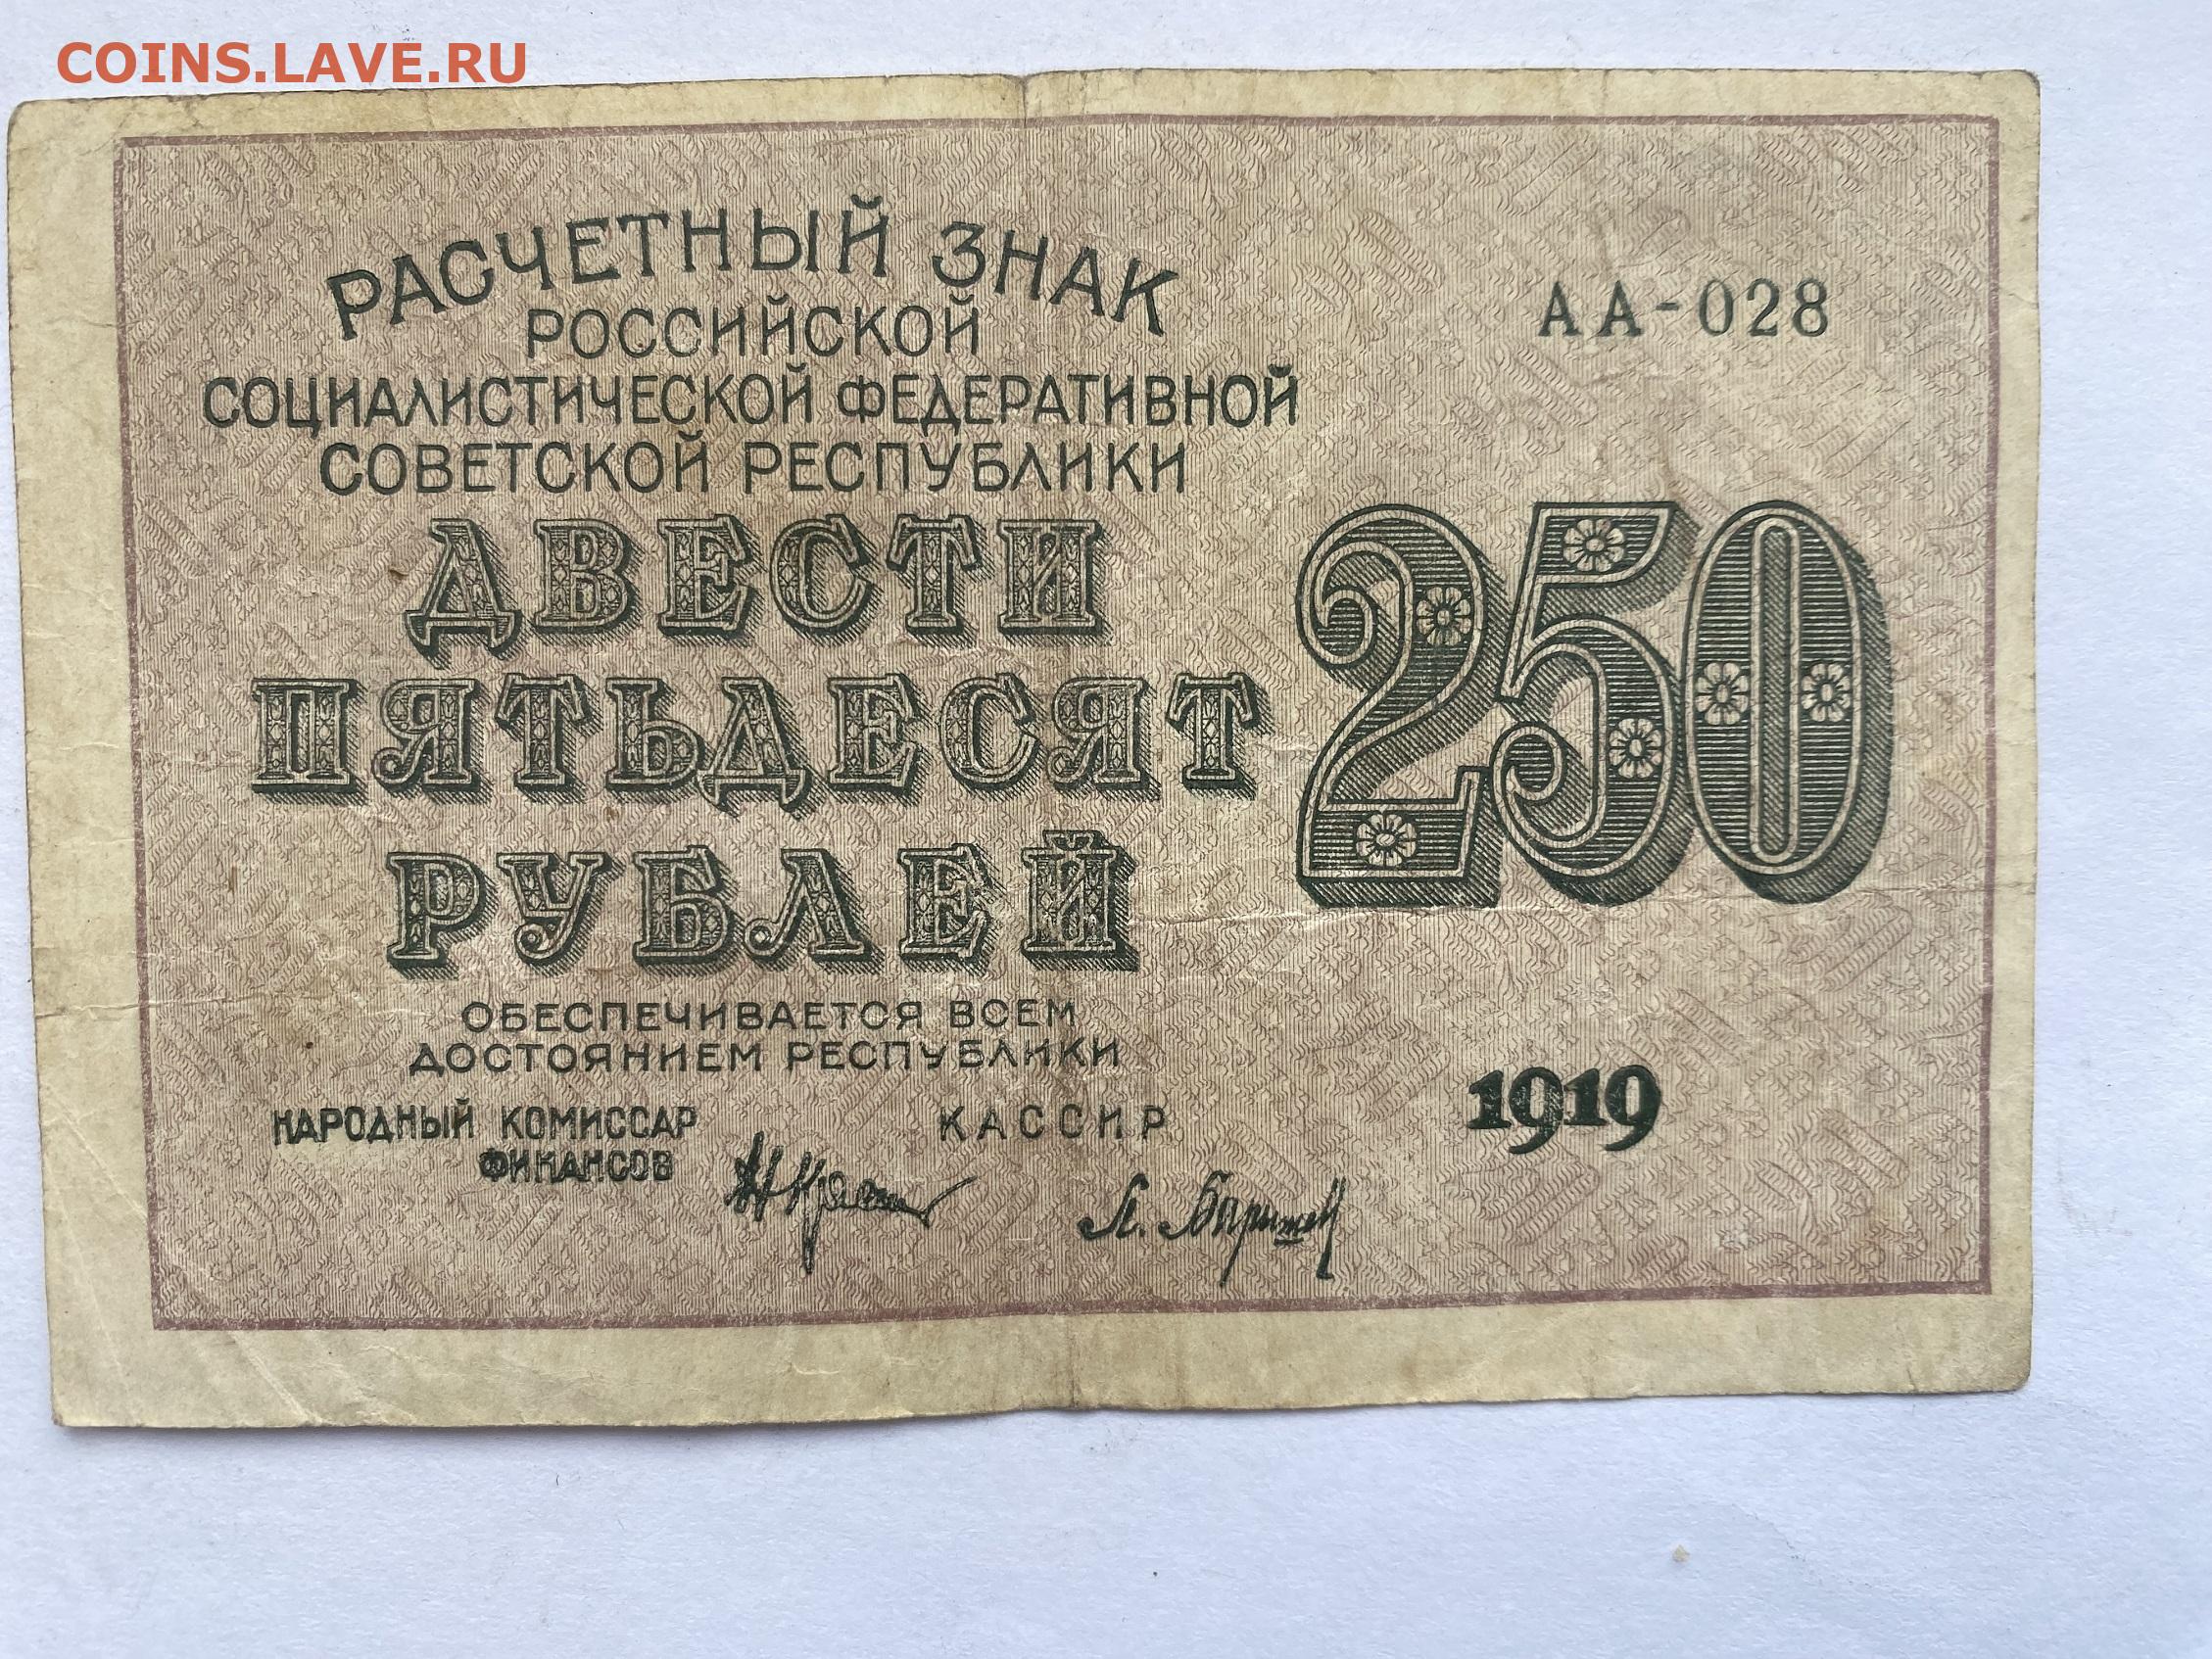 COINS.LAVE.RU
РАСЧЕТНЫЙ ЗНАК
РОССИЙСКОЙ
СОЦИАЛИСТИЧЕСКОЙ ФЕДЕРАТИВНОЙ
СОВЕТСКОЙ РЕСПУБЛИКИ
АА-028
ДВЕСТИ
ПЯТЬДЕСЯТ
РУБЛЕЙ
250
ОБЕСПЕЧИВАЕТСЯ ВСЕМ
ДОСТОЯНИЕМ РЕСПУБЛИКИ
НАРОДНЫЙ КОМИССАР
ФИНАНСОВ
КАССИР
1919